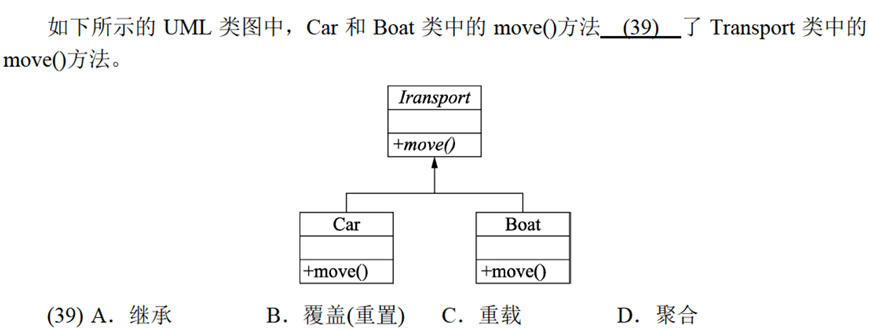 如下所示的 UML 类图中，Car 和 Boat 类中的 move()方法 (39) 了 Transport 类中的
move()方法。
Iransport
+move()
Car
Boat
+move()
+move()
(39) A．继承 B．覆盖(重置) C．重载 D．聚合